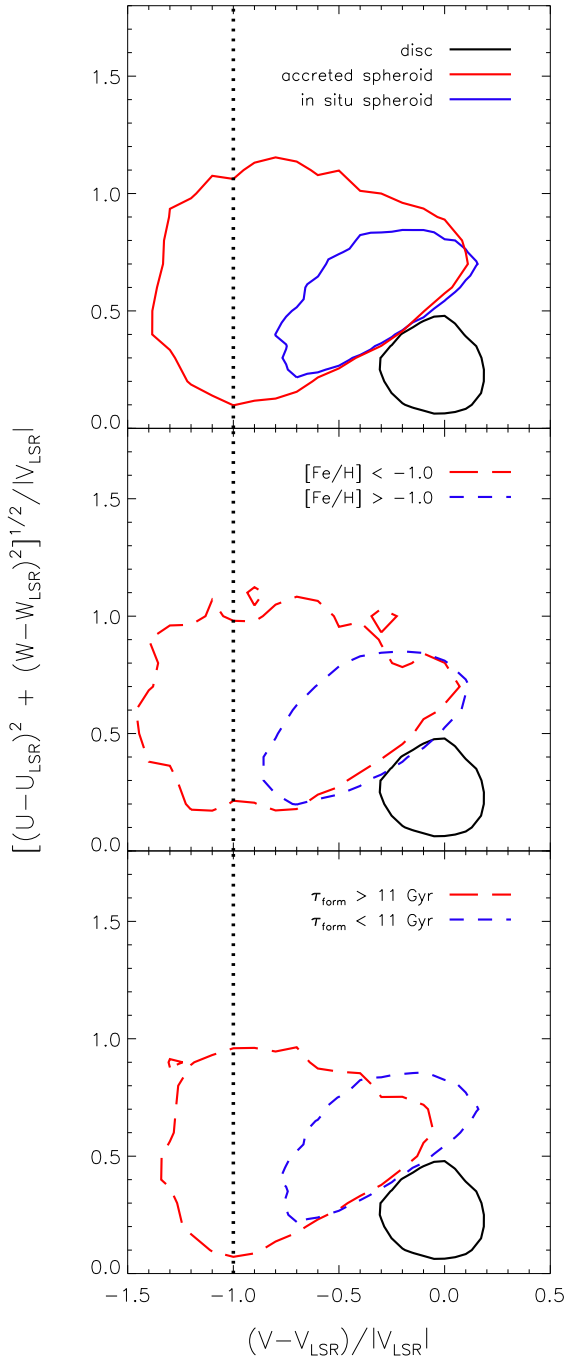 disc
accreted spheroid
in situ spheroid
1.5
1.0
0.5
0.0
[Fe/H] < −1.0
[Fe/H] > −1.0
1.5
1.0
0.5
0.0
[(U−U_LSR)² + (W−W_LSR)²]^1/2/|V_LSR|
τ_form > 11 Gyr
τ_form < 11 Gyr
1.5
1.0
0.5
0.0
−1.5 −1.0 −0.5 0.0 0.5
(V−V_LSR)/|V_LSR|